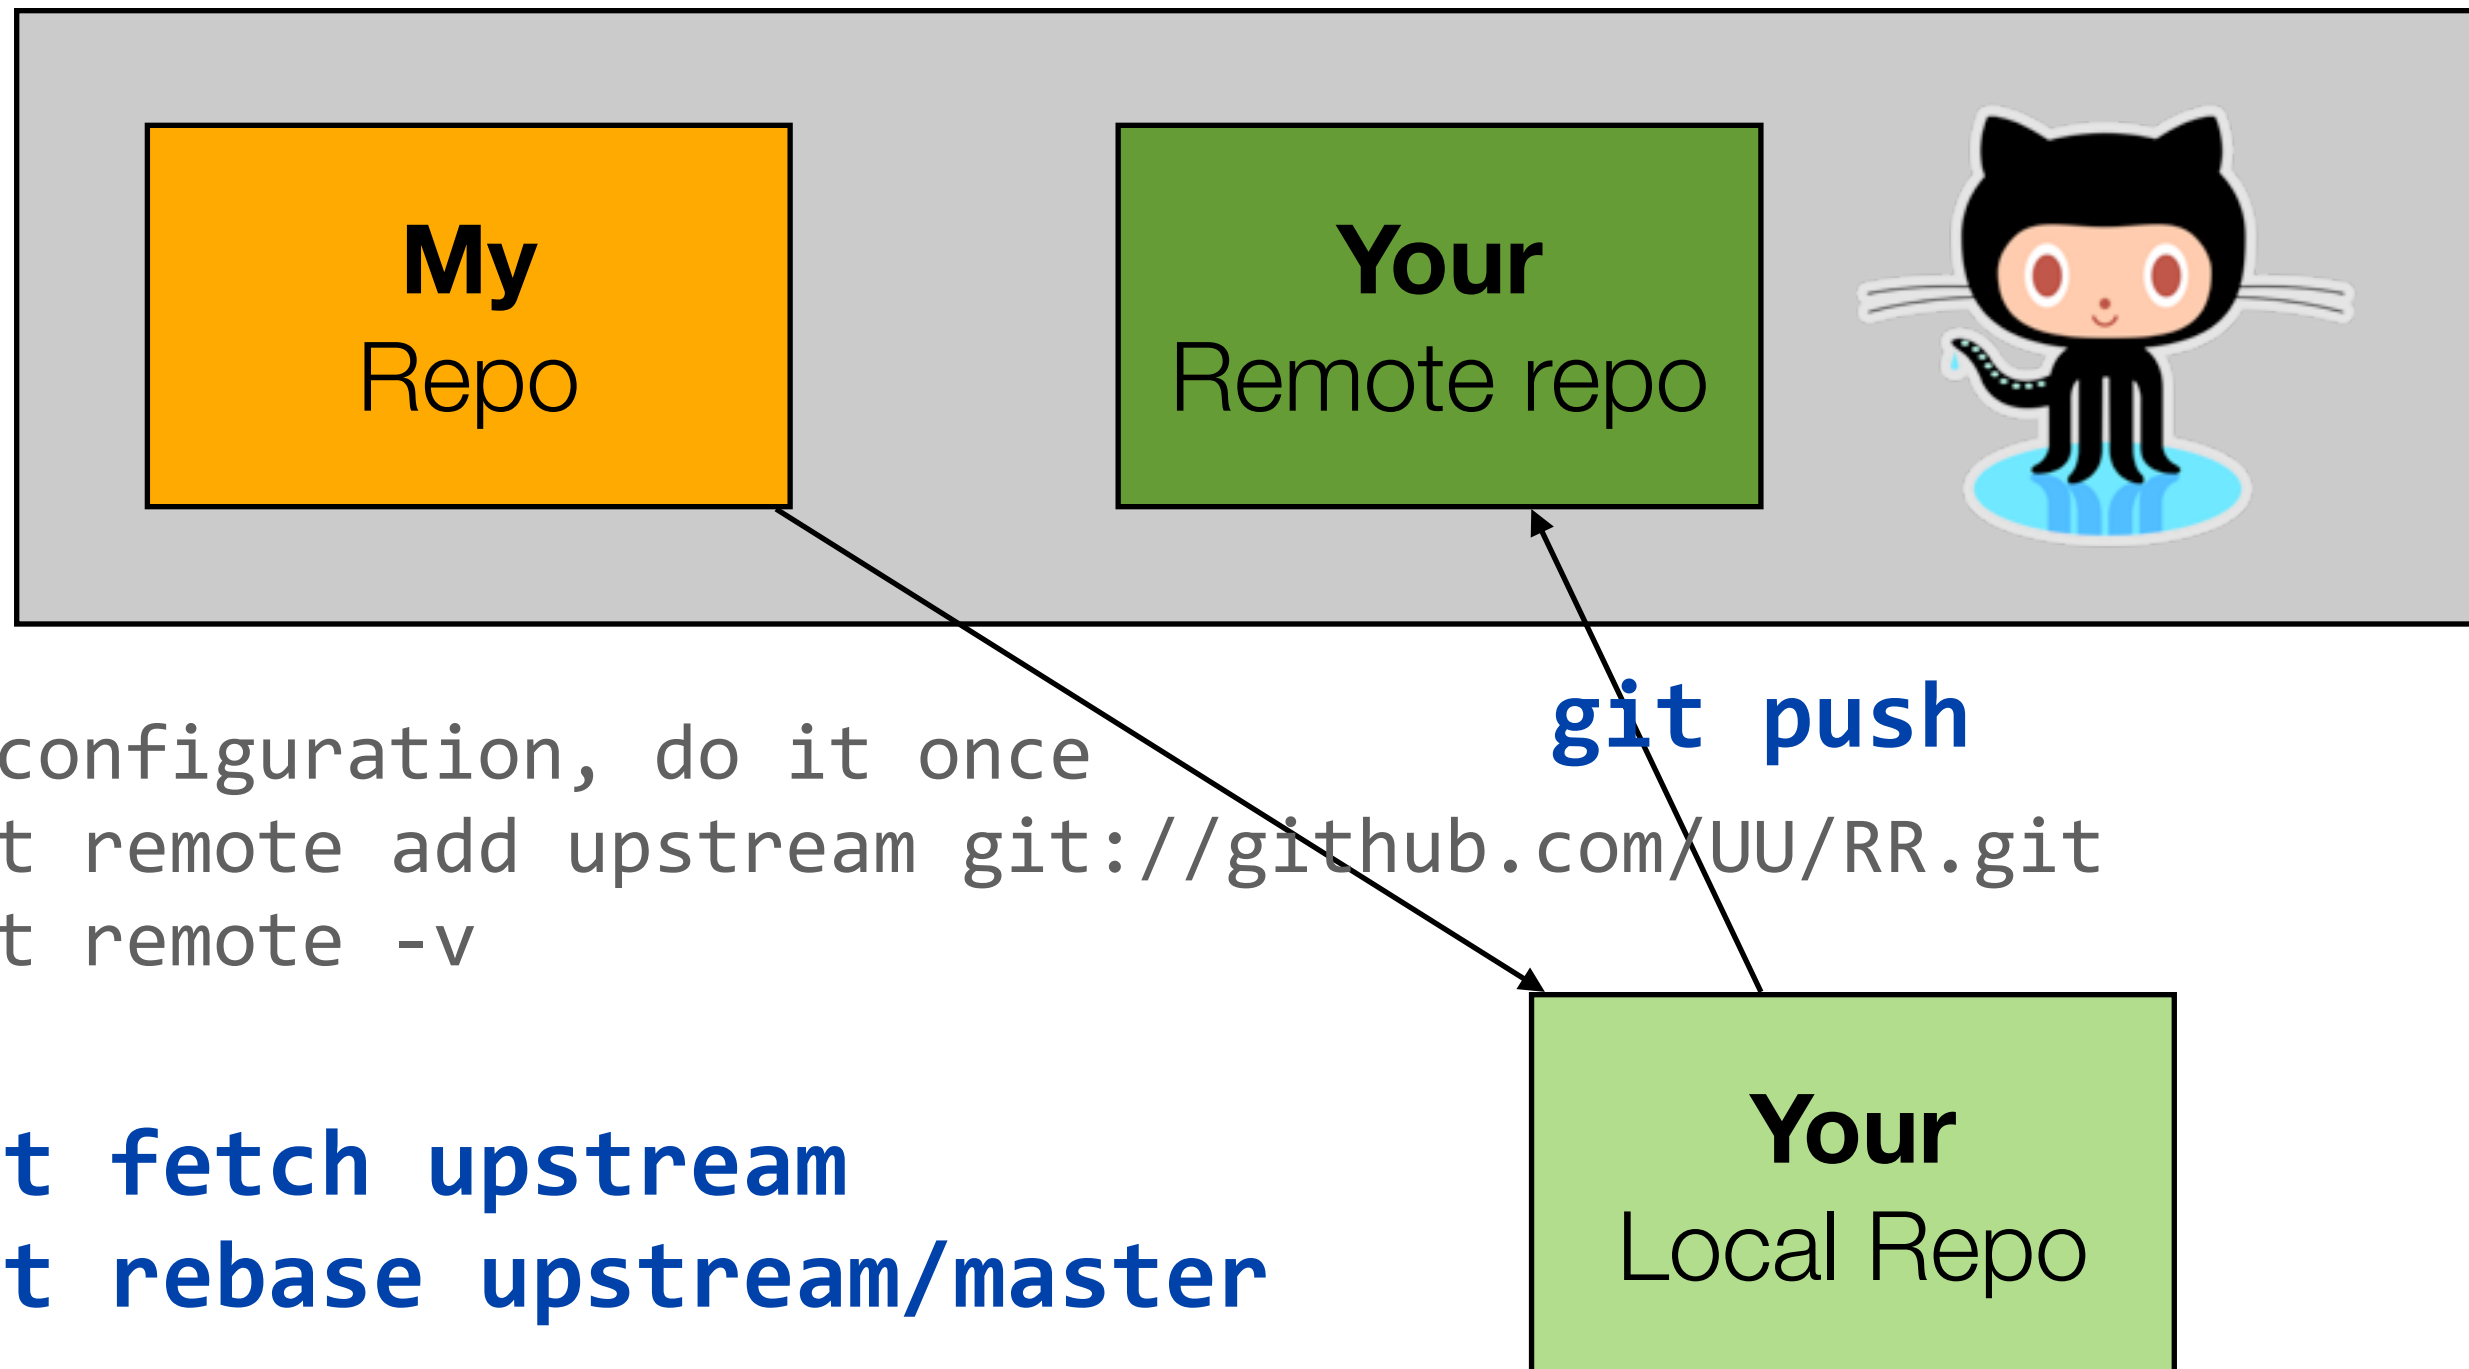 My
Repo
Your
Remote repo
git push
configuration, do it once
t remote add upstream git://github.com/UU/RR.git
t remote -v
t fetch upstream
t rebase upstream/master
Your
Local Repo